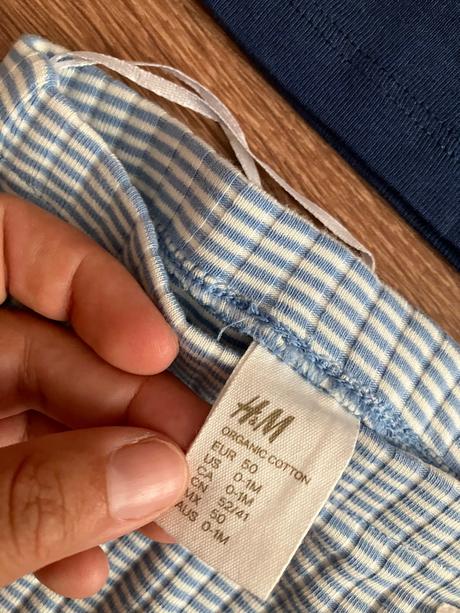 H&M
ORGANIC COTTON
EUR 50
US 0-1M
CA 0-1M
CN 52/41
MX 50
AUS 0-1M